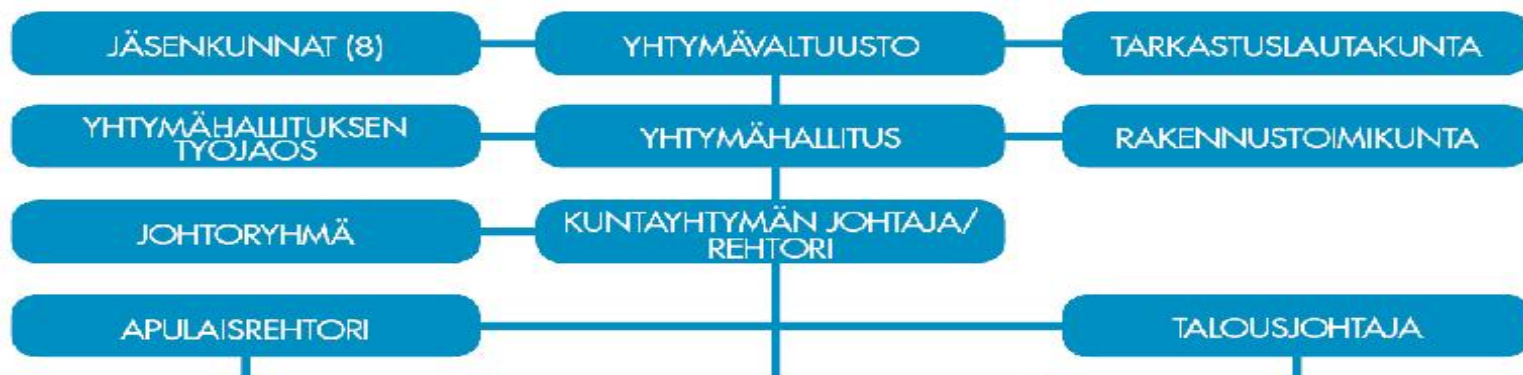 JÄSENKUNNAT (8)
YHTYMÄVALTUUSTO
TARKASTUSLAUTAKUNTA
YHTYMÄHALLITUKSEN
TYÖJAOS
YHTYMÄHALLITUS
RAKENNUSTOIMIKUNTA
JOHTORYHMÄ
KUNTAYHTYMÄN JOHTAJA/
REHTORI
APULAISREHTORI
TALOUSJOHTAJA